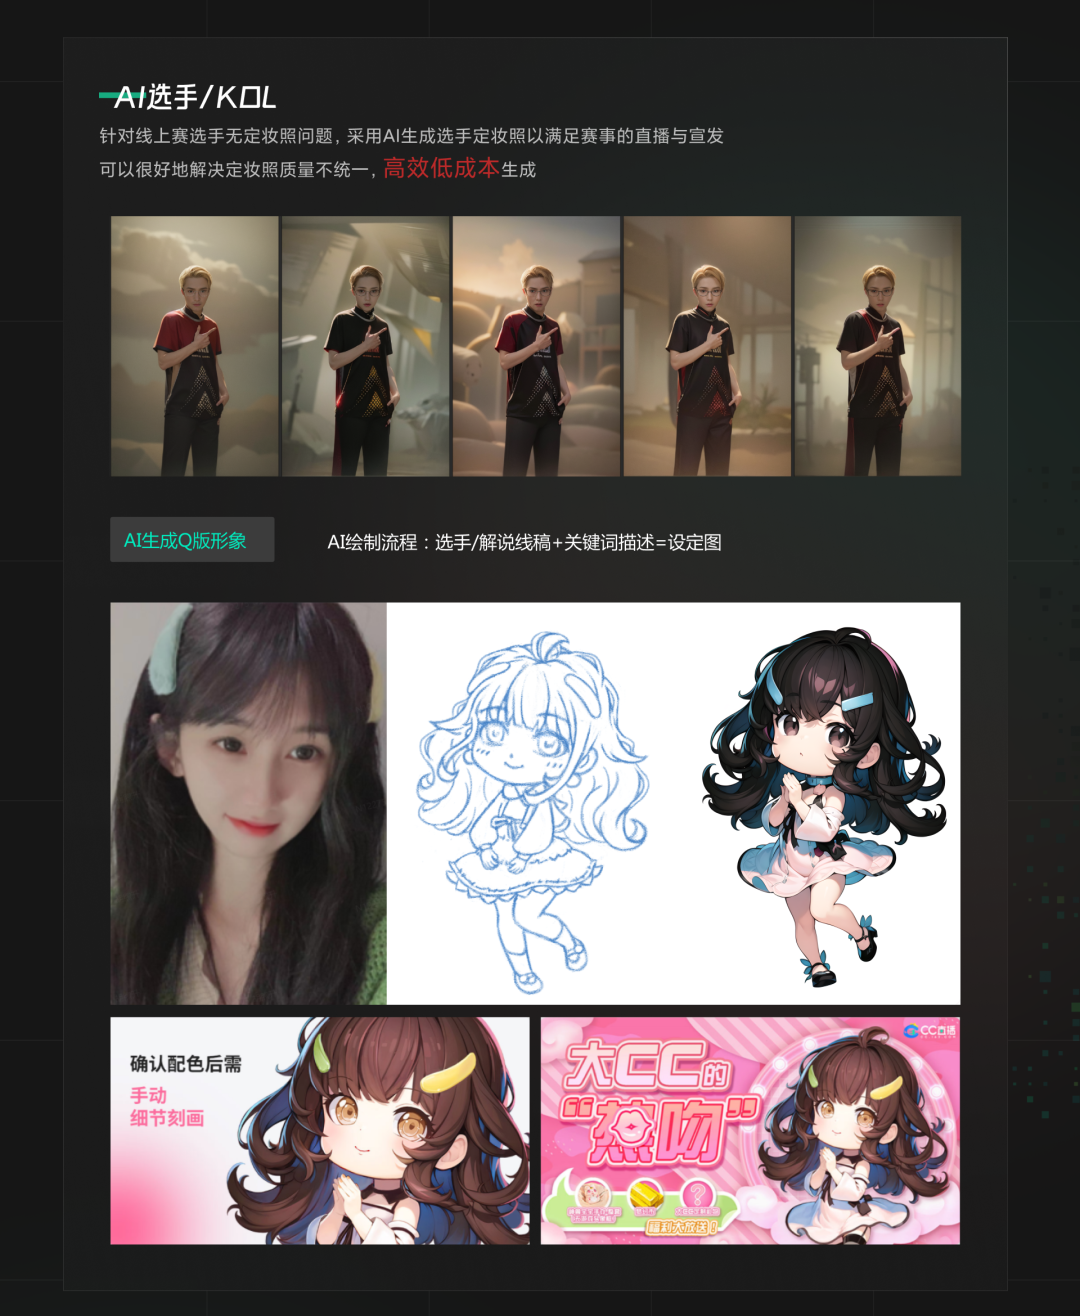 AI选手/KOL
针对线上赛选手无定妆照问题, 采用AI生成选手定妆照以满足赛事的直播与宣发
可以很好地解决定妆照质量不统一, 高效低成本生成
AI生成Q版形象
AI绘制流程：选手/解说线稿+关键词描述=设定图
确认配色后需
手动
细节刻画
CC直播
大CC的
“热吻”
福利大放送！